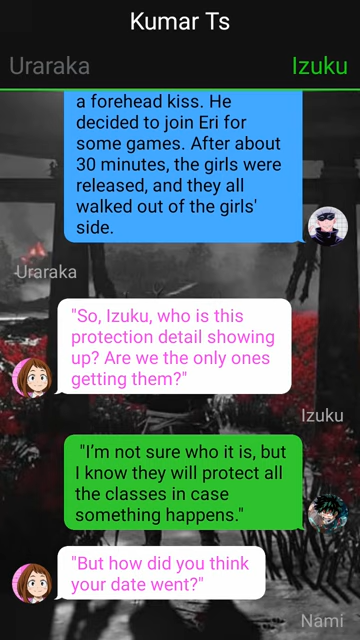 Kumar Ts
Uraraka Izuku
a forehead kiss. He
decided to join Eri for
some games. After about
30 minutes, the girls were
released, and they all
walked out of the girls'
side.
Uraraka
"So, Izuku, who is this
protection detail showing
up? Are we the only ones
getting them?"
Izuku
"I'm not sure who it is, but
I know they will protect all
the classes in case
something happens."
"But how did you think
your date went?"
Nami